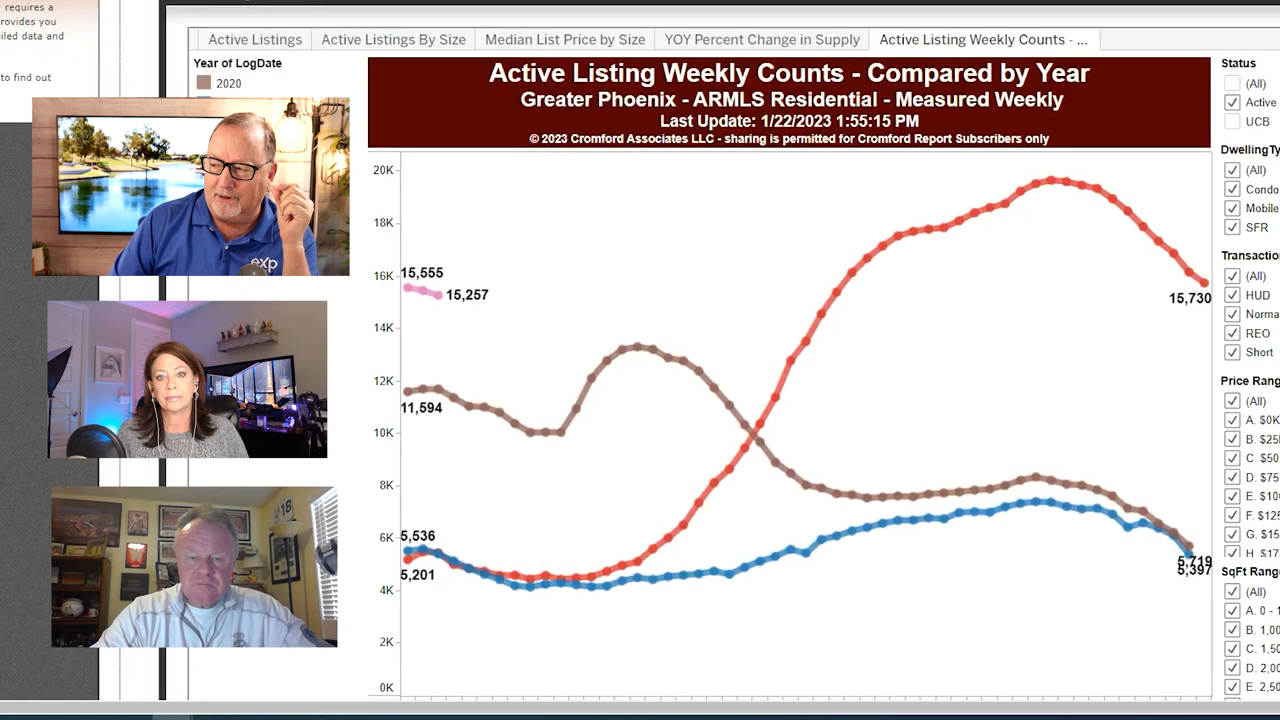 requires a
rovides you
iled data and
to find out
Active Listings
Active Listings By Size
Median List Price by Size
YOY Percent Change in Supply
Active Listing Weekly Counts - ...
Year of LogDate
2020
Active Listing Weekly Counts - Compared by Year
Greater Phoenix - ARMLS Residential - Measured Weekly
Last Update: 1/22/2023 1:55:15 PM
© 2023 Cromford Associates LLC - sharing is permitted for Cromford Report Subscribers only
20K
18K
16K
14K
12K
10K
8K
6K
4K
2K
0K
15,555
15,257
11,594
5,536
5,201
15,730
5,719
5,397
exp
18
Status
(All)
Active
UCB
DwellingTy
(All)
Condo
Mobile
SFR
Transaction
(All)
HUD
Norma
REO
Short
Price Rang
(All)
A. $0K
B. $25
C. $50
D. $75
E. $10
F. $12
G. $15
H $17
SqFt Range
(All)
A. 0 - 1
B. 1,00
C. 1,50
D. 2,00
E. 2,50